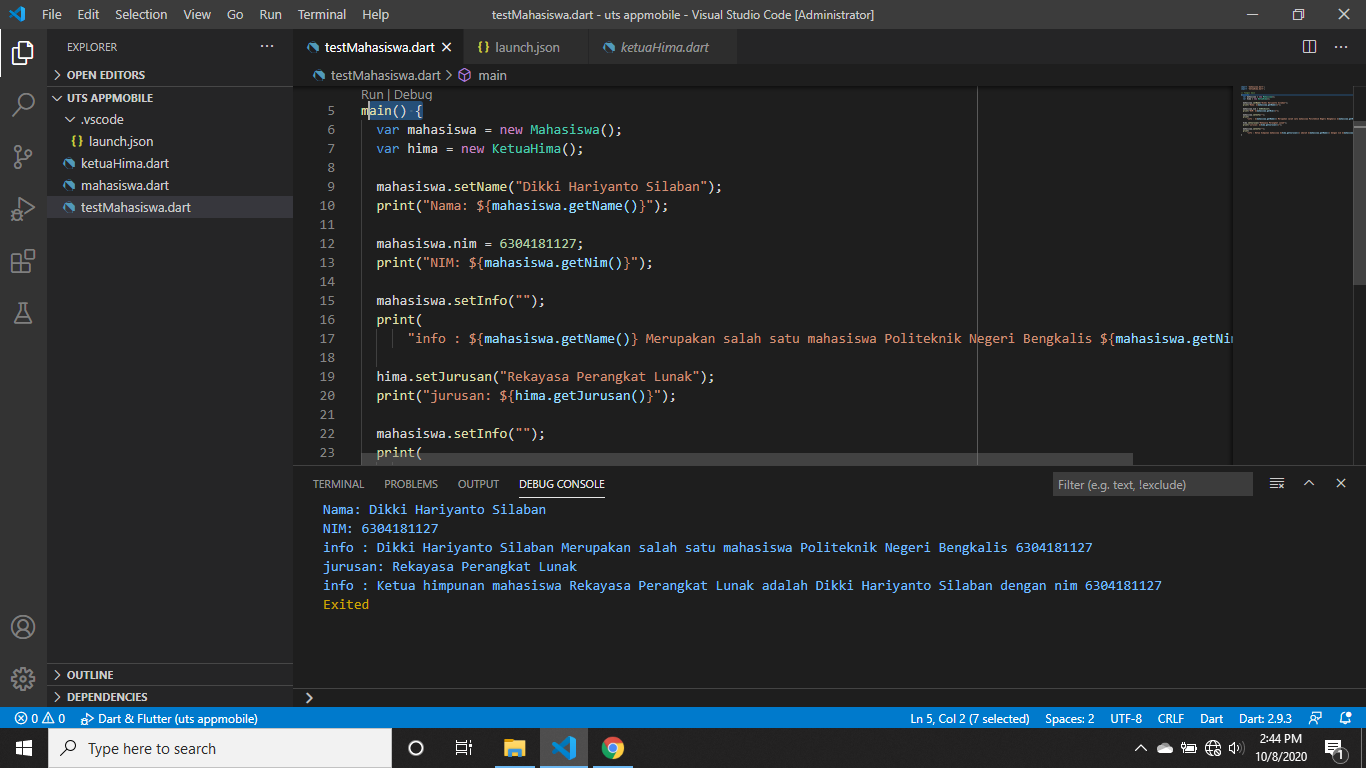 File Edit Selection View Go Run Terminal Help testMahasiswa.dart - uts appmobile - Visual Studio Code [Administrator]
EXPLORER
OPEN EDITORS
UTS APPMOBILE
.vscode
{} launch.json
ketuaHima.dart
mahasiswa.dart
testMahasiswa.dart
OUTLINE
DEPENDENCIES
testMahasiswa.dart {} launch.json ketuaHima.dart
testMahasiswa.dart > main
Run | Debug
5 main() {
6 var mahasiswa = new Mahasiswa();
7 var hima = new KetuaHima();
8
9 mahasiswa.setName("Dikki Hariyanto Silaban");
10 print("Nama: ${mahasiswa.getName()}");
11
12 mahasiswa.nim = 6304181127;
13 print("NIM: ${mahasiswa.getNim()}");
14
15 mahasiswa.setInfo("");
16 print(
17 "info : ${mahasiswa.getName()} Merupakan salah satu mahasiswa Politeknik Negeri Bengkalis ${mahasiswa.getNi
18
19 hima.setJurusan("Rekayasa Perangkat Lunak");
20 print("jurusan: ${hima.getJurusan()}");
21
22 mahasiswa.setInfo("");
23 print(
TERMINAL PROBLEMS OUTPUT DEBUG CONSOLE Filter (e.g. text, !exclude)
Nama: Dikki Hariyanto Silaban
NIM: 6304181127
info : Dikki Hariyanto Silaban Merupakan salah satu mahasiswa Politeknik Negeri Bengkalis 6304181127
jurusan: Rekayasa Perangkat Lunak
info : Ketua himpunan mahasiswa Rekayasa Perangkat Lunak adalah Dikki Hariyanto Silaban dengan nim 6304181127
Exited
0 0 Dart & Flutter (uts appmobile) Ln 5, Col 2 (7 selected) Spaces: 2 UTF-8 CRLF Dart Dart: 2.9.3
Type here to search
2:44 PM
10/8/2020
1